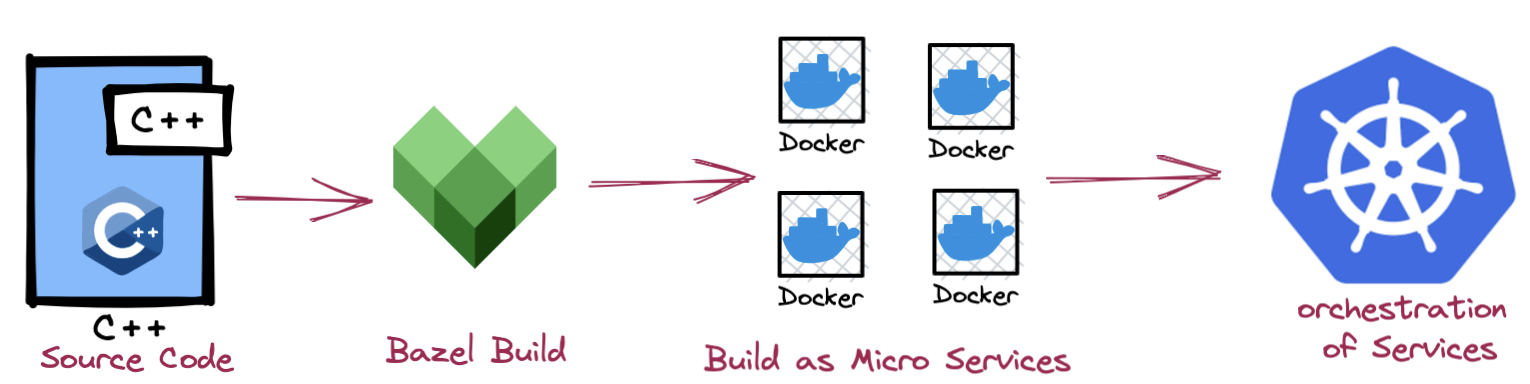 C++
C++
C++
Source Code
Bazel Build
Docker
Docker
Docker
Docker
Build as Micro Services
orchestration
of Services